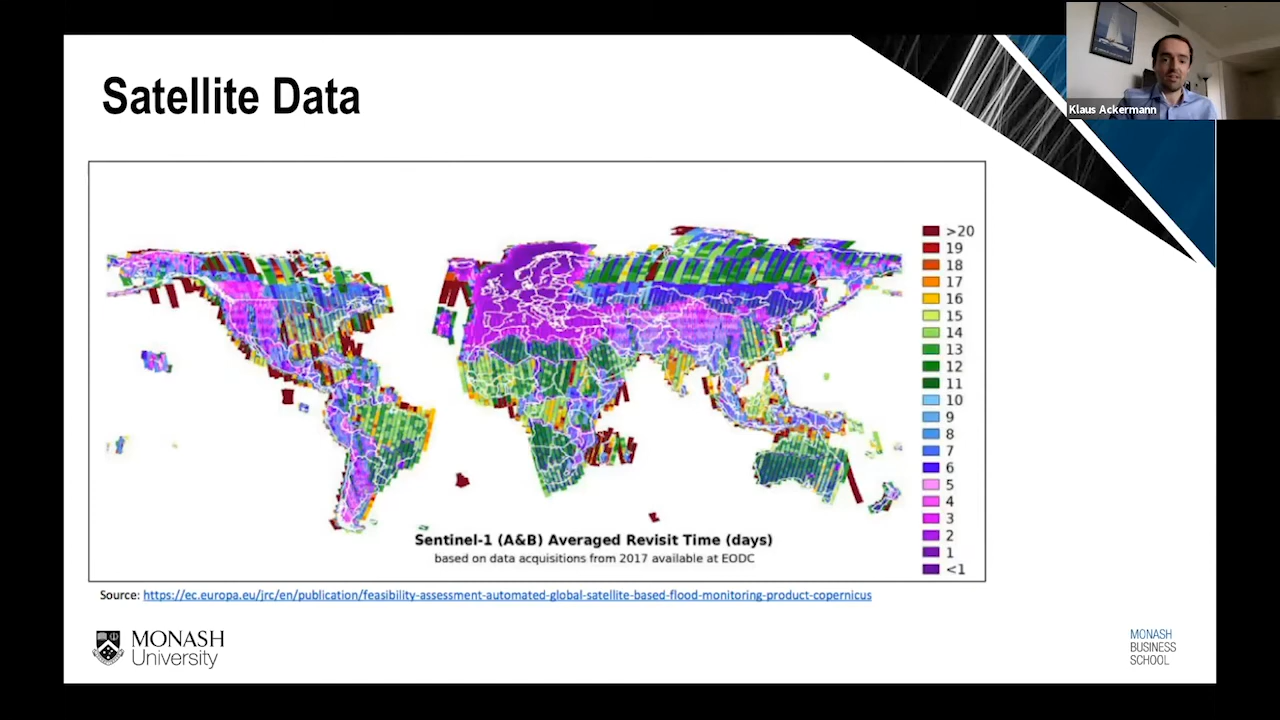 Satellite Data
Klaus Ackermann
>20
19
18
17
16
15
14
13
12
11
10
9
8
7
6
5
4
3
2
1
<1
Sentinel-1 (A&B) Averaged Revisit Time (days)
based on data acquisitions from 2017 available at EODC
Source: https://ec.europa.eu/jrc/en/publication/feasibility-assessment-automated-global-satellite-based-flood-monitoring-product-copernicus
MONASH
University
MONASH
BUSINESS
SCHOOL